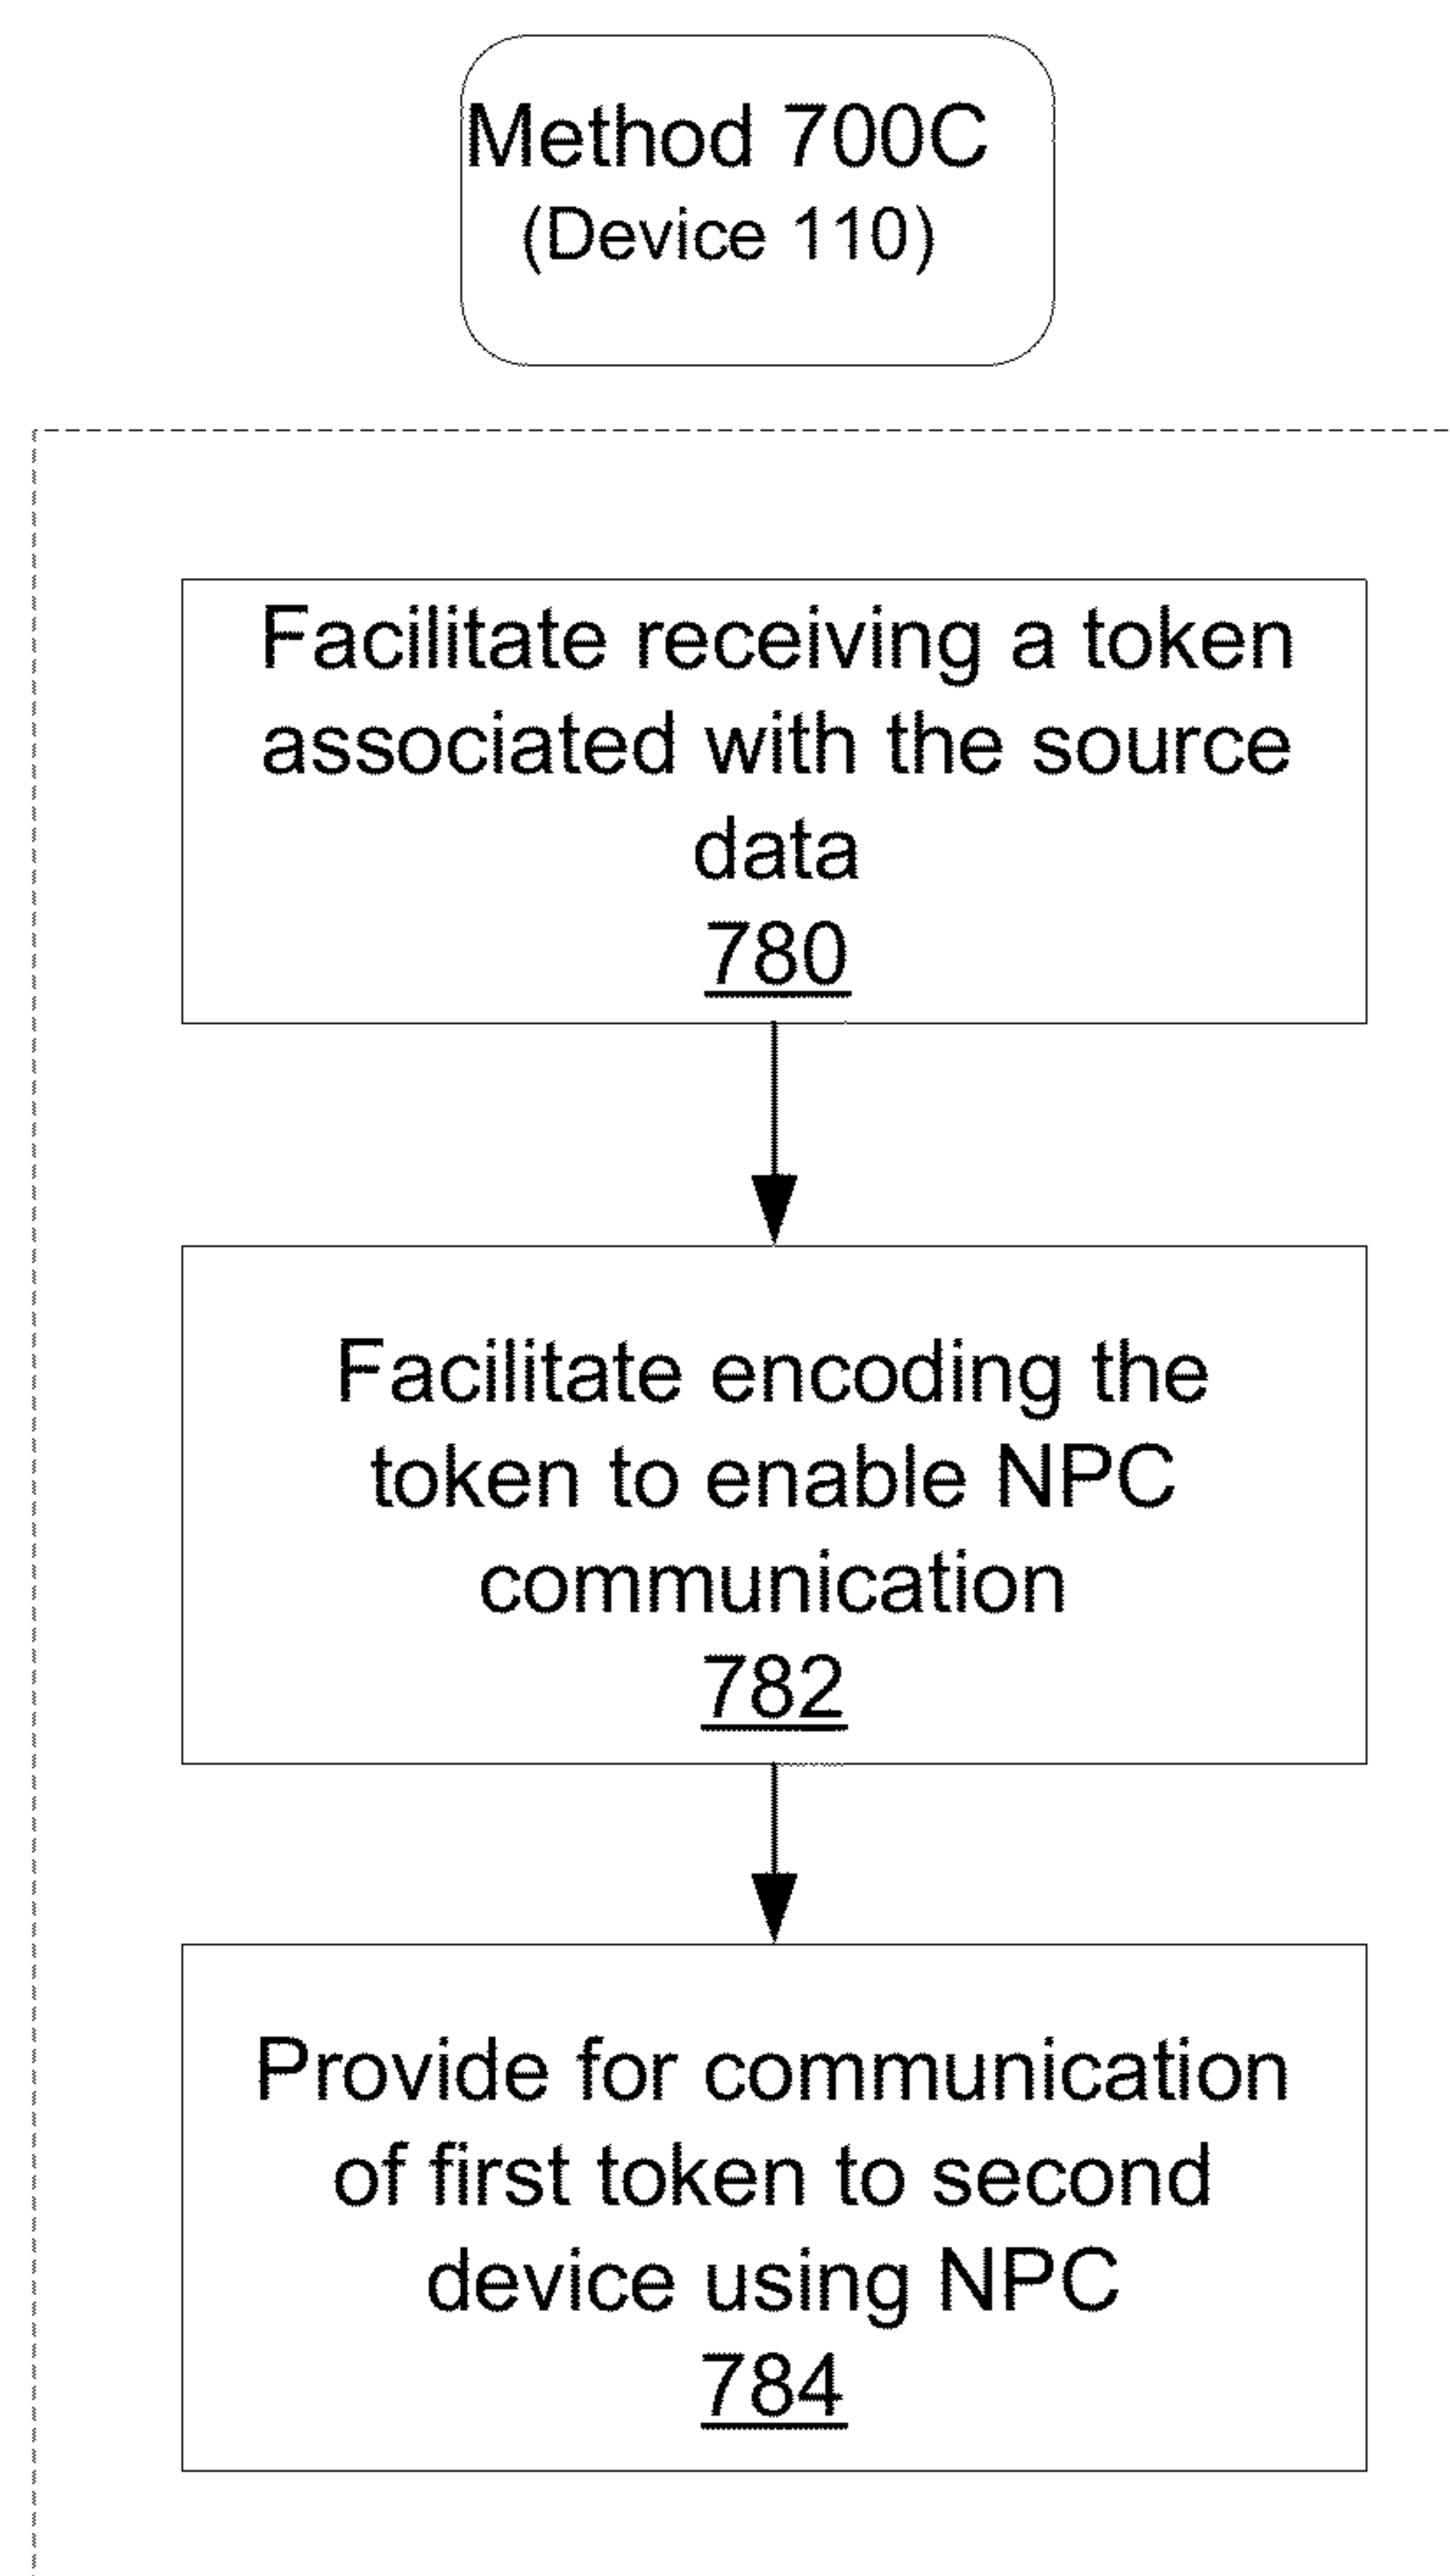 Method 700C
(Device 110)
Facilitate receiving a token
associated with the source
data
780
Facilitate encoding the
token to enable NPC
communication
782
Provide for communication
of first token to second
device using NPC
784